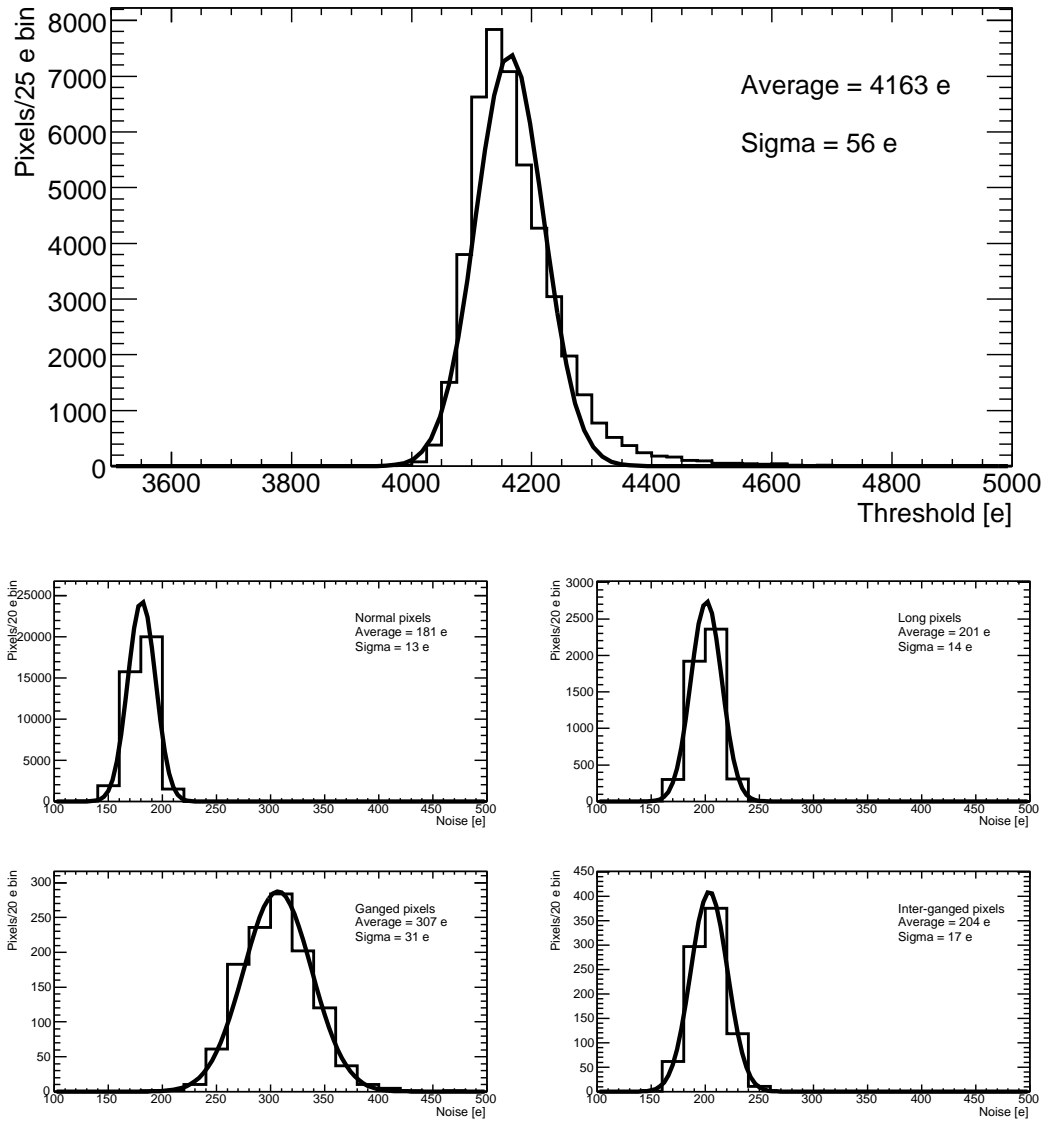 Pixels/25 e bin
8000
7000
6000
5000
4000
3000
2000
1000
0
Average = 4163 e
Sigma = 56 e
3600 3800 4000 4200 4400 4600 4800 5000
Threshold [e]
Pixels/20 e bin
25000
20000
15000
10000
5000
0
Normal pixels
Average = 181 e
Sigma = 13 e
100 150 200 250 300 350 400 450 500
Noise [e]
Pixels/20 e bin
3000
2500
2000
1500
1000
500
0
Long pixels
Average = 201 e
Sigma = 14 e
100 150 200 250 300 350 400 450 500
Noise [e]
Pixels/20 e bin
300
250
200
150
100
50
0
Ganged pixels
Average = 307 e
Sigma = 31 e
100 150 200 250 300 350 400 450 500
Noise [e]
Pixels/20 e bin
450
400
350
300
250
200
150
100
50
0
Inter-ganged pixels
Average = 204 e
Sigma = 17 e
100 150 200 250 300 350 400 450 500
Noise [e]